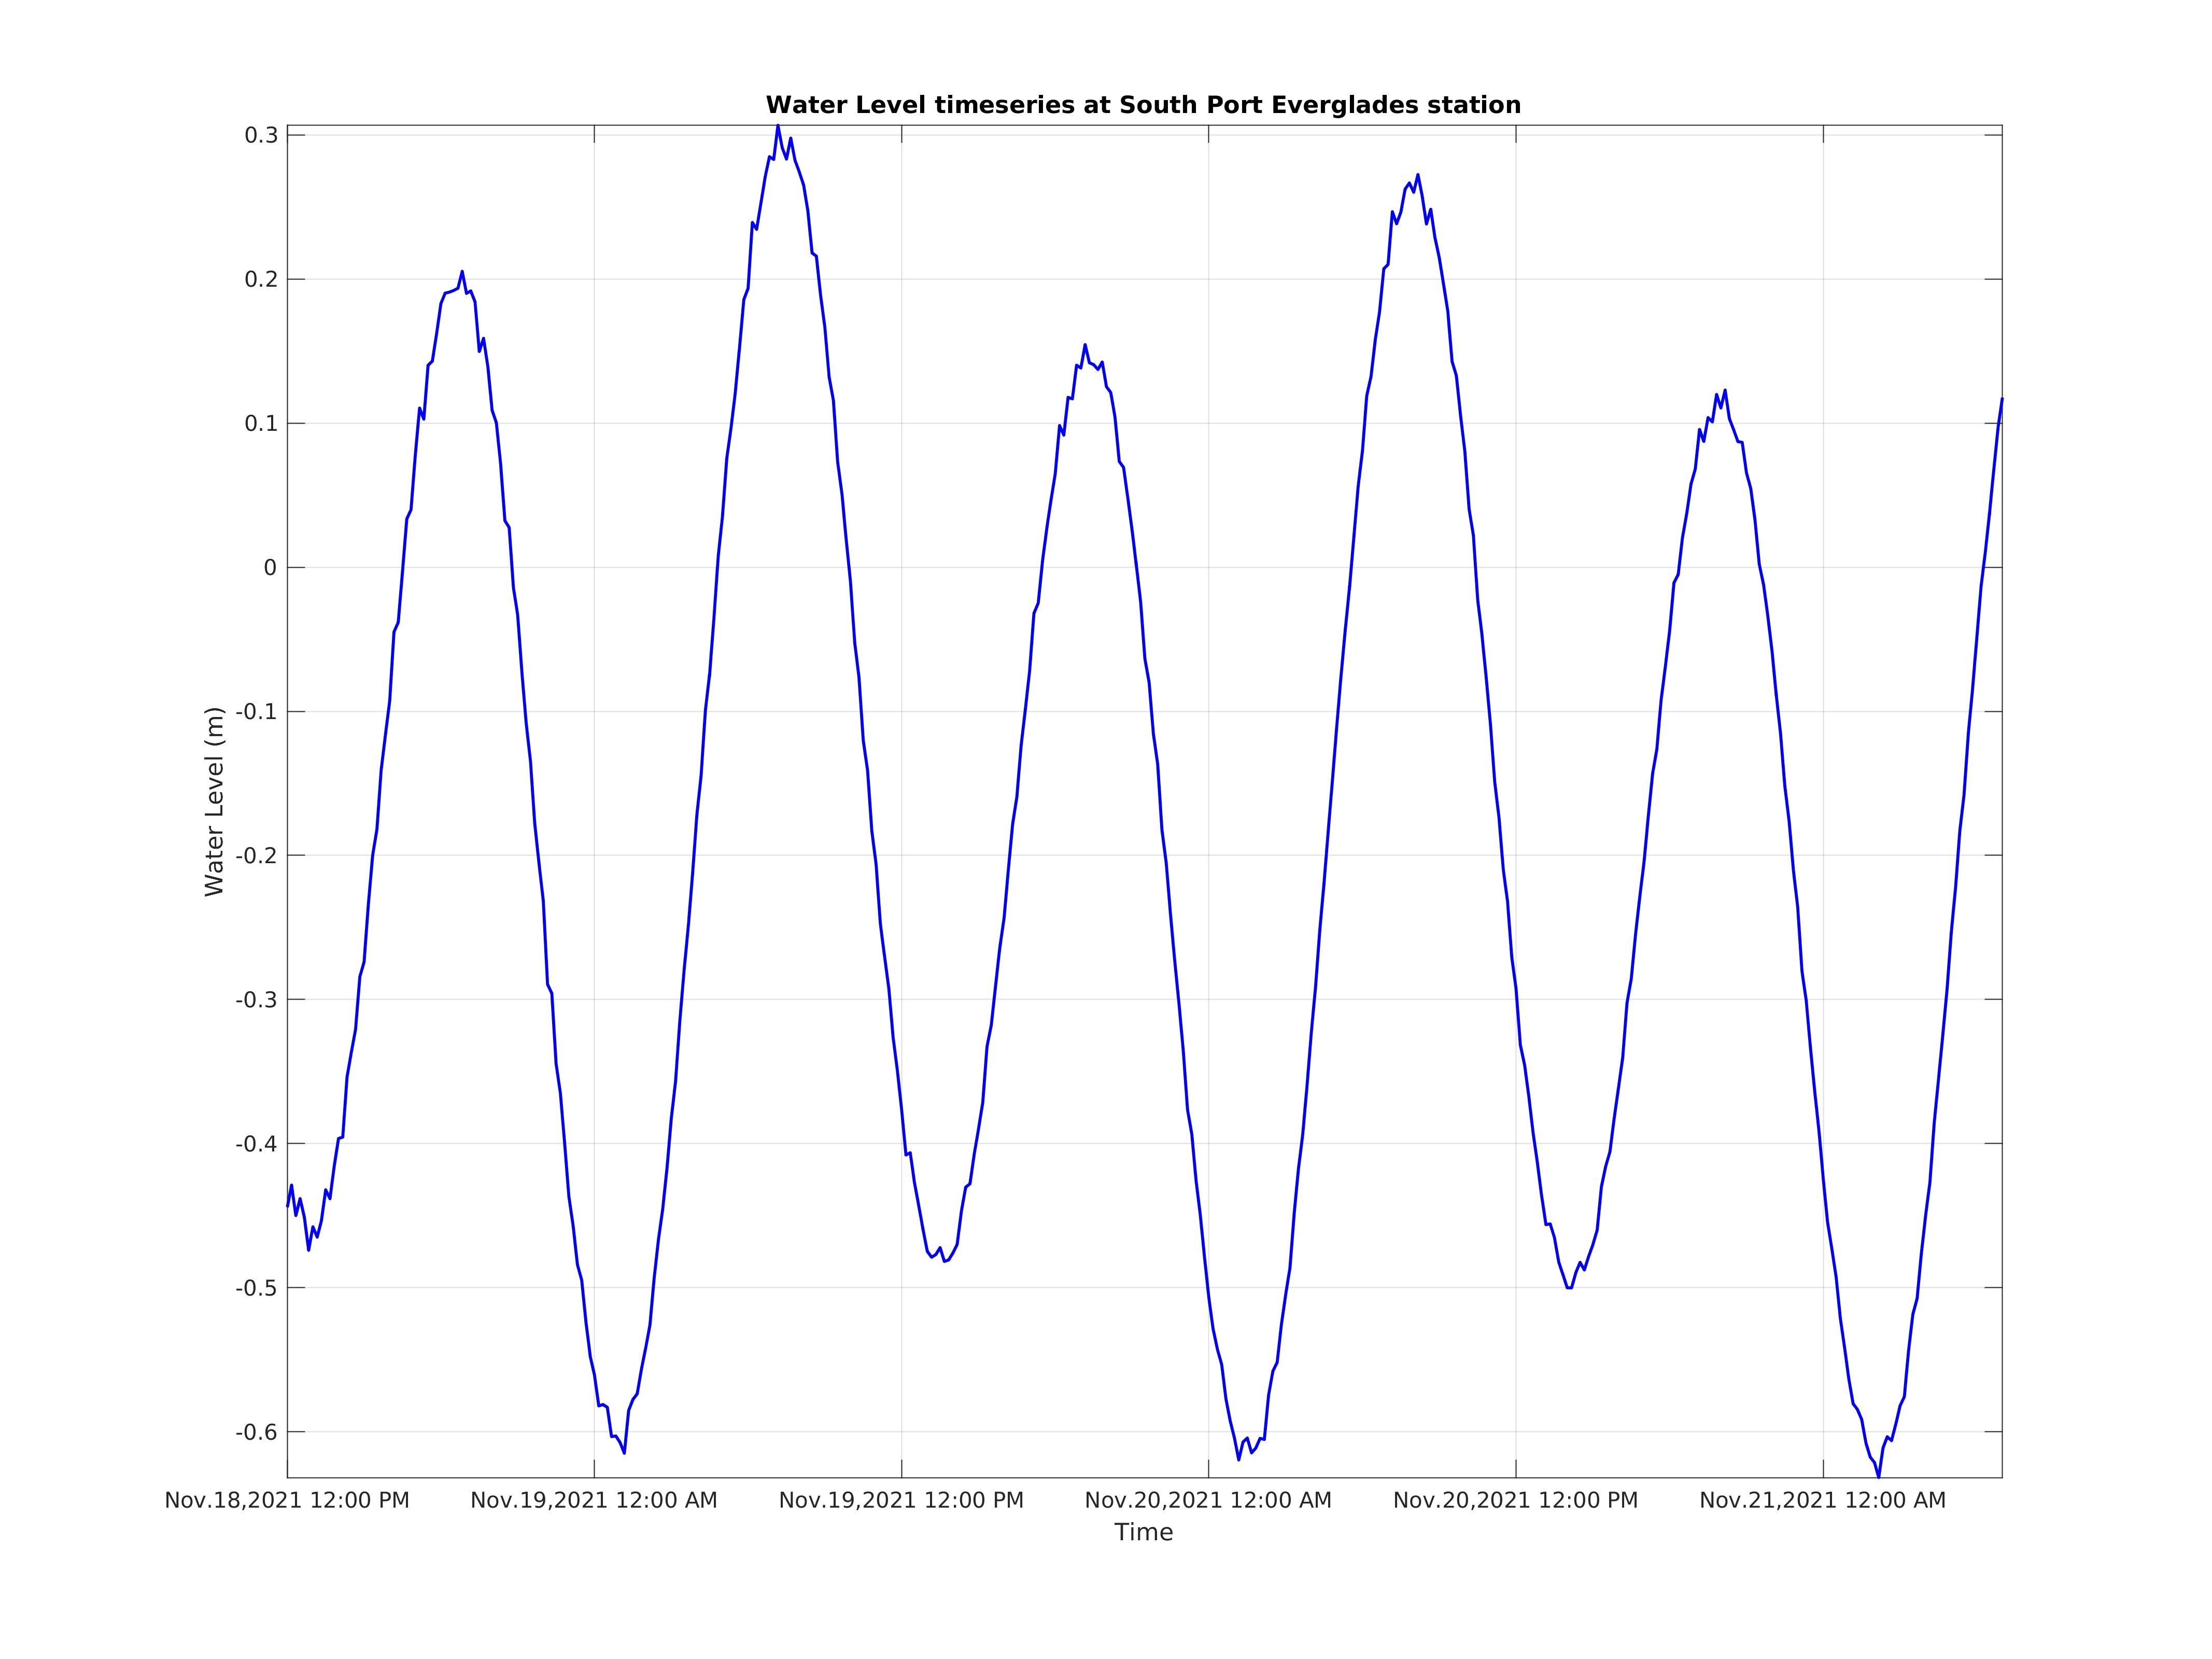 Water Level timeseries at South Port Everglades station
0.3
0.2
0.1
0
-0.1
-0.2
-0.3
-0.4
-0.5
-0.6
Water Level (m)
Nov.18,2021 12:00 PM
Nov.19,2021 12:00 AM
Nov.19,2021 12:00 PM
Nov.20,2021 12:00 AM
Nov.20,2021 12:00 PM
Nov.21,2021 12:00 AM
Time